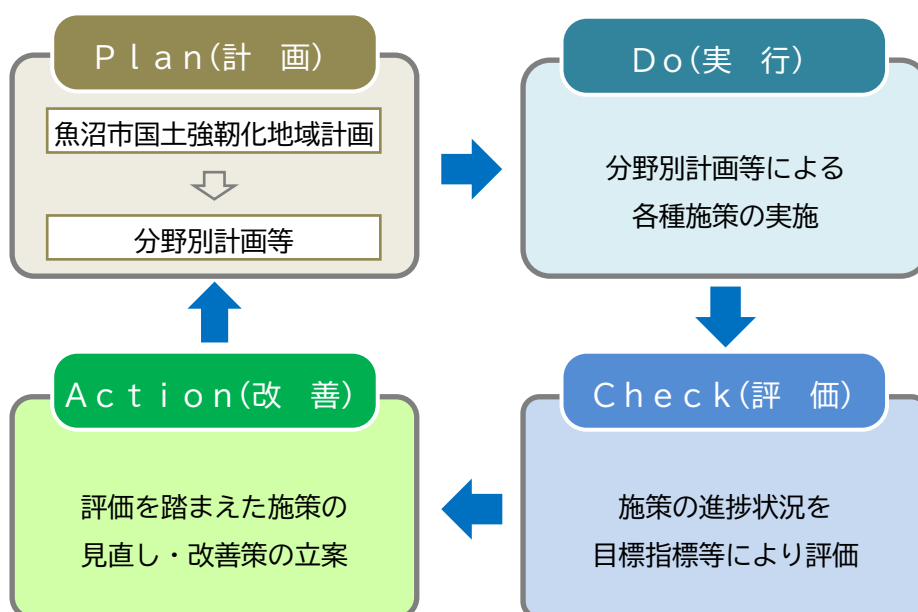 Ｐｌａｎ(計　画)
魚沼市国土強靭化地域計画
分野別計画等
Ｄｏ(実　行)
分野別計画等による
各種施策の実施
Ｃｈｅｃｋ(評　価)
施策の進捗状況を
目標指標等により評価
Ａｃｔｉｏｎ(改　善)
評価を踏まえた施策の
見直し・改善策の立案